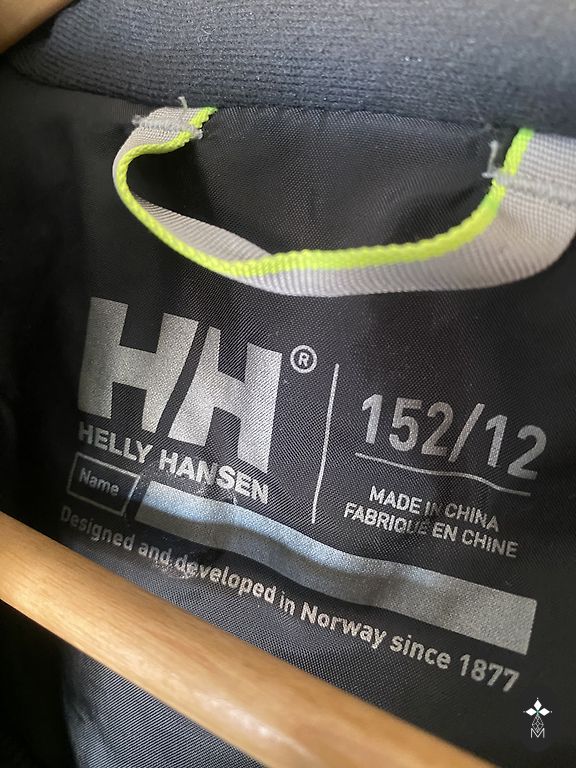 HH®
HELLY HANSEN
Name
152/12
MADE IN CHINA
FABRIQUÉ EN CHINE
Designed and developed in Norway since 1877
M